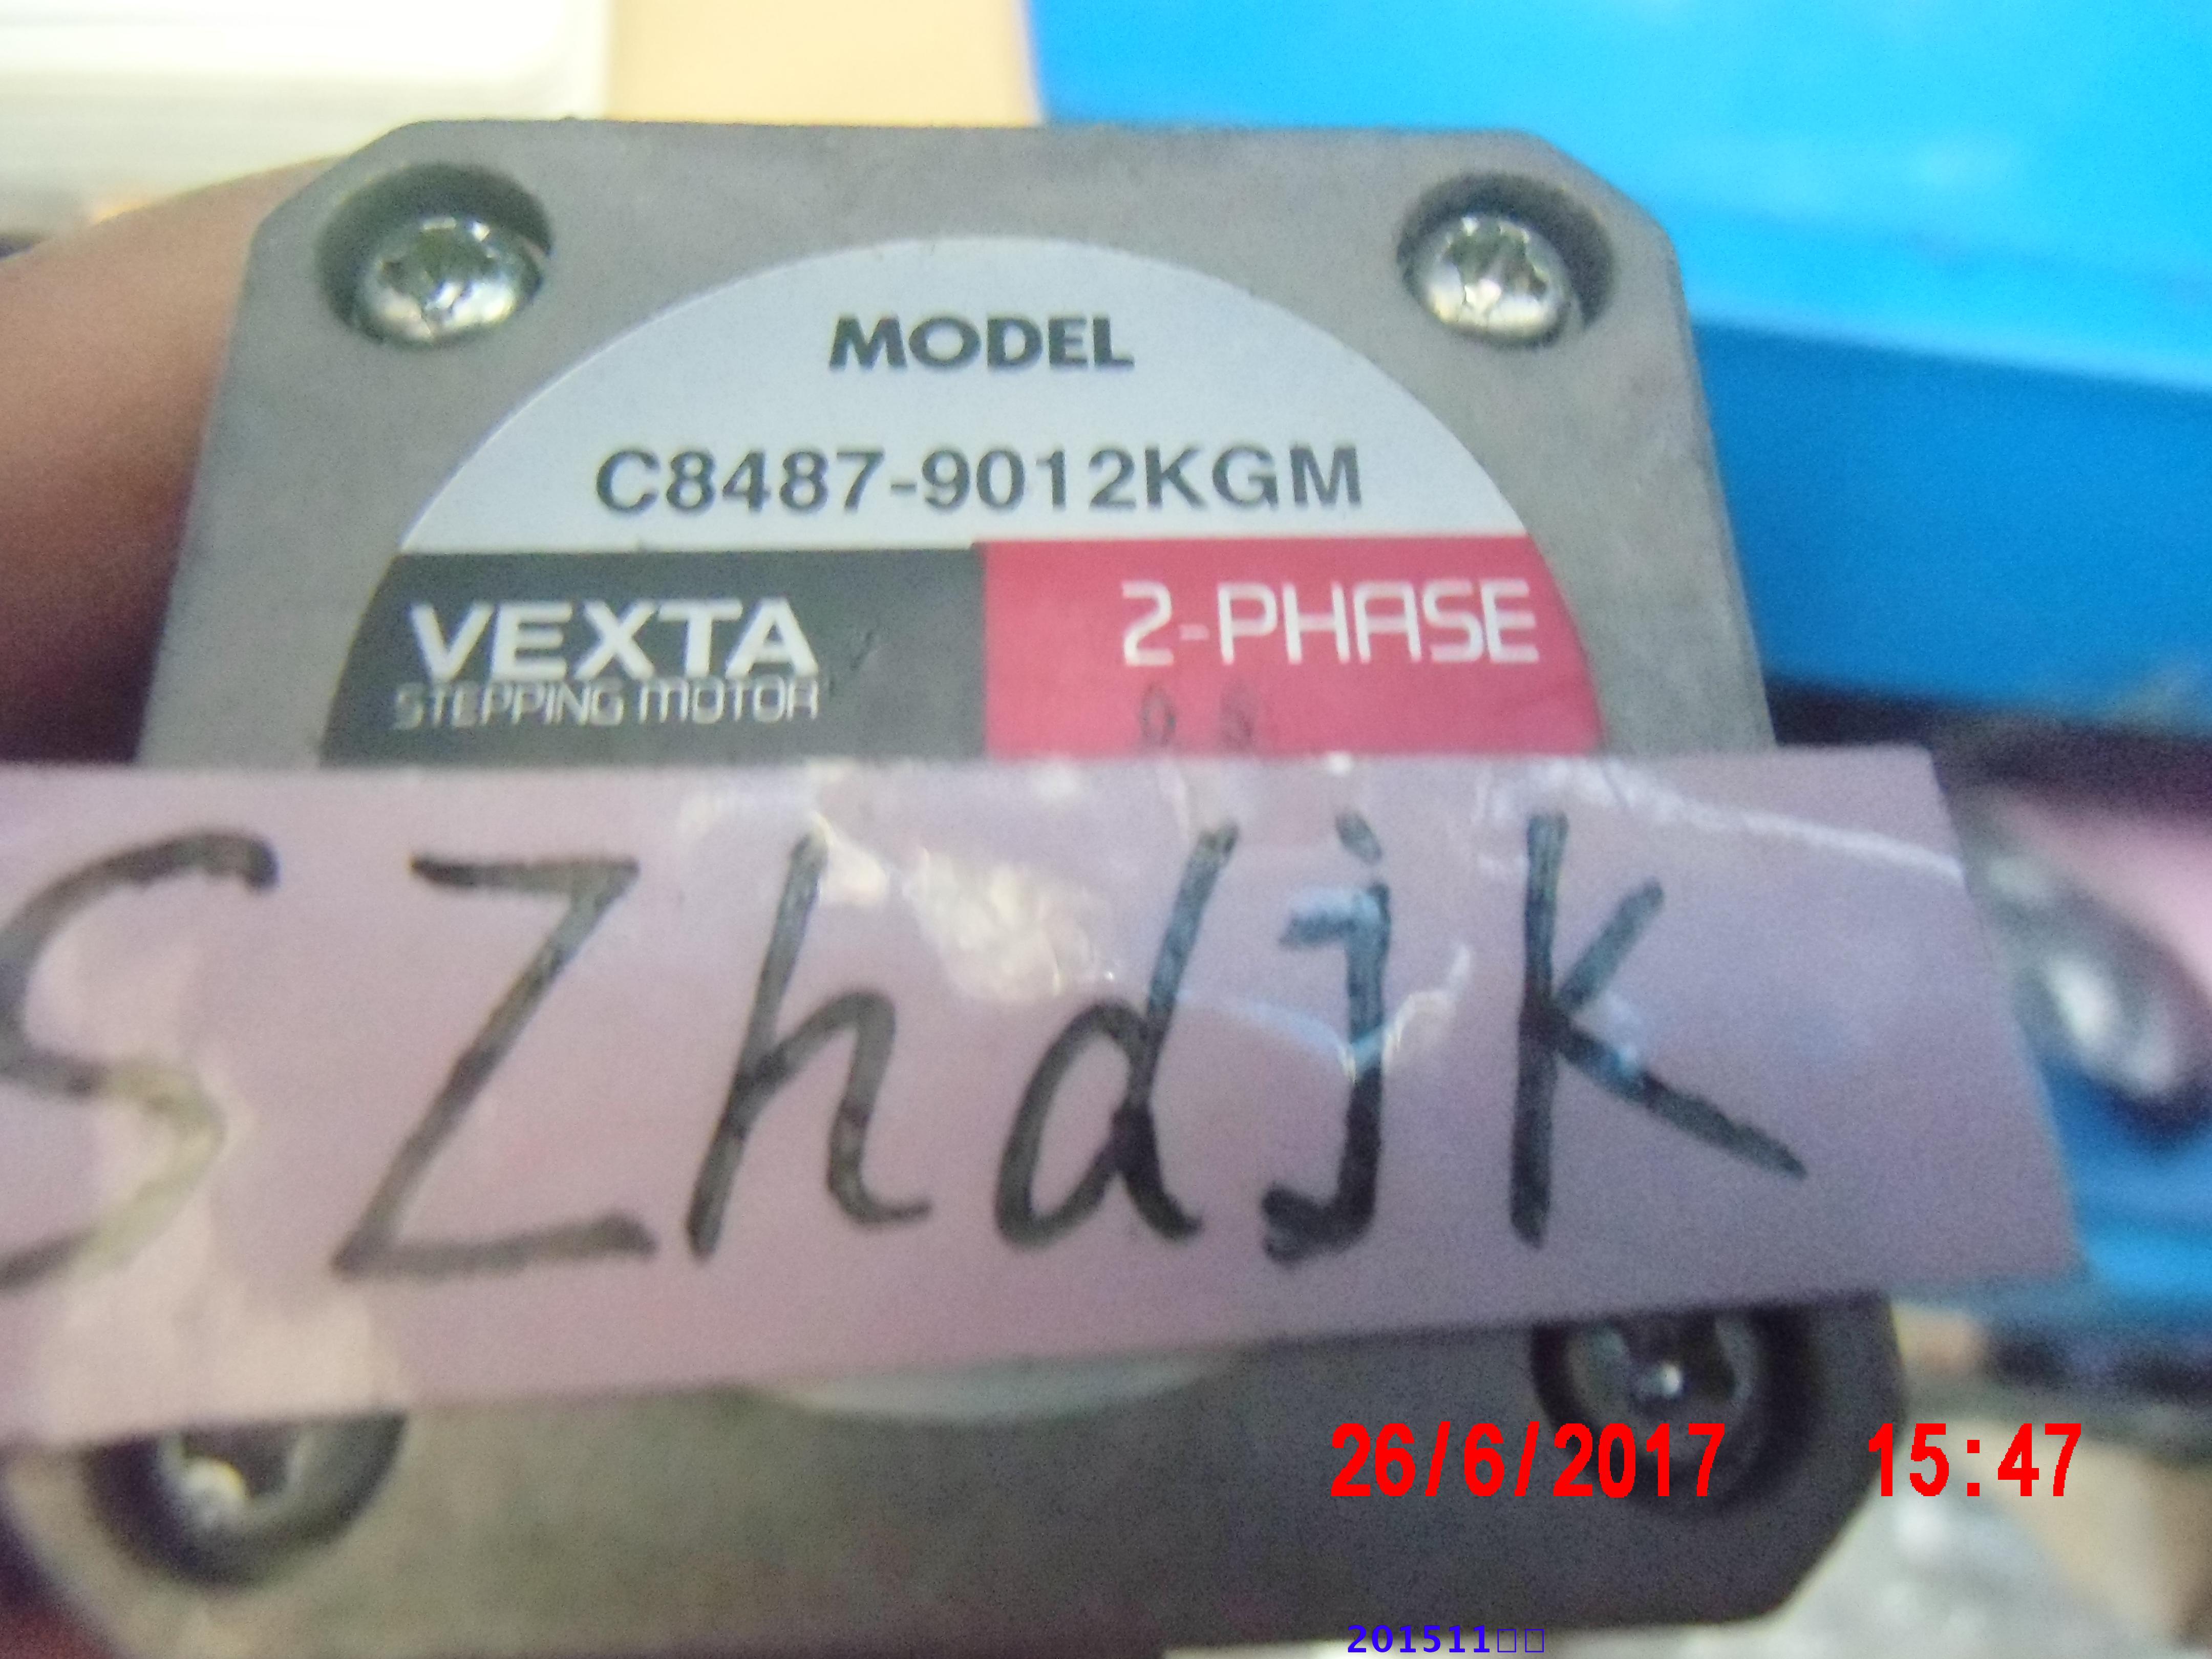 MODEL
C8487-9012KGM
VEXTA 2-PHASE
STEPPING MOTOR
SZhdjk
26/6/2017 15:47
201511